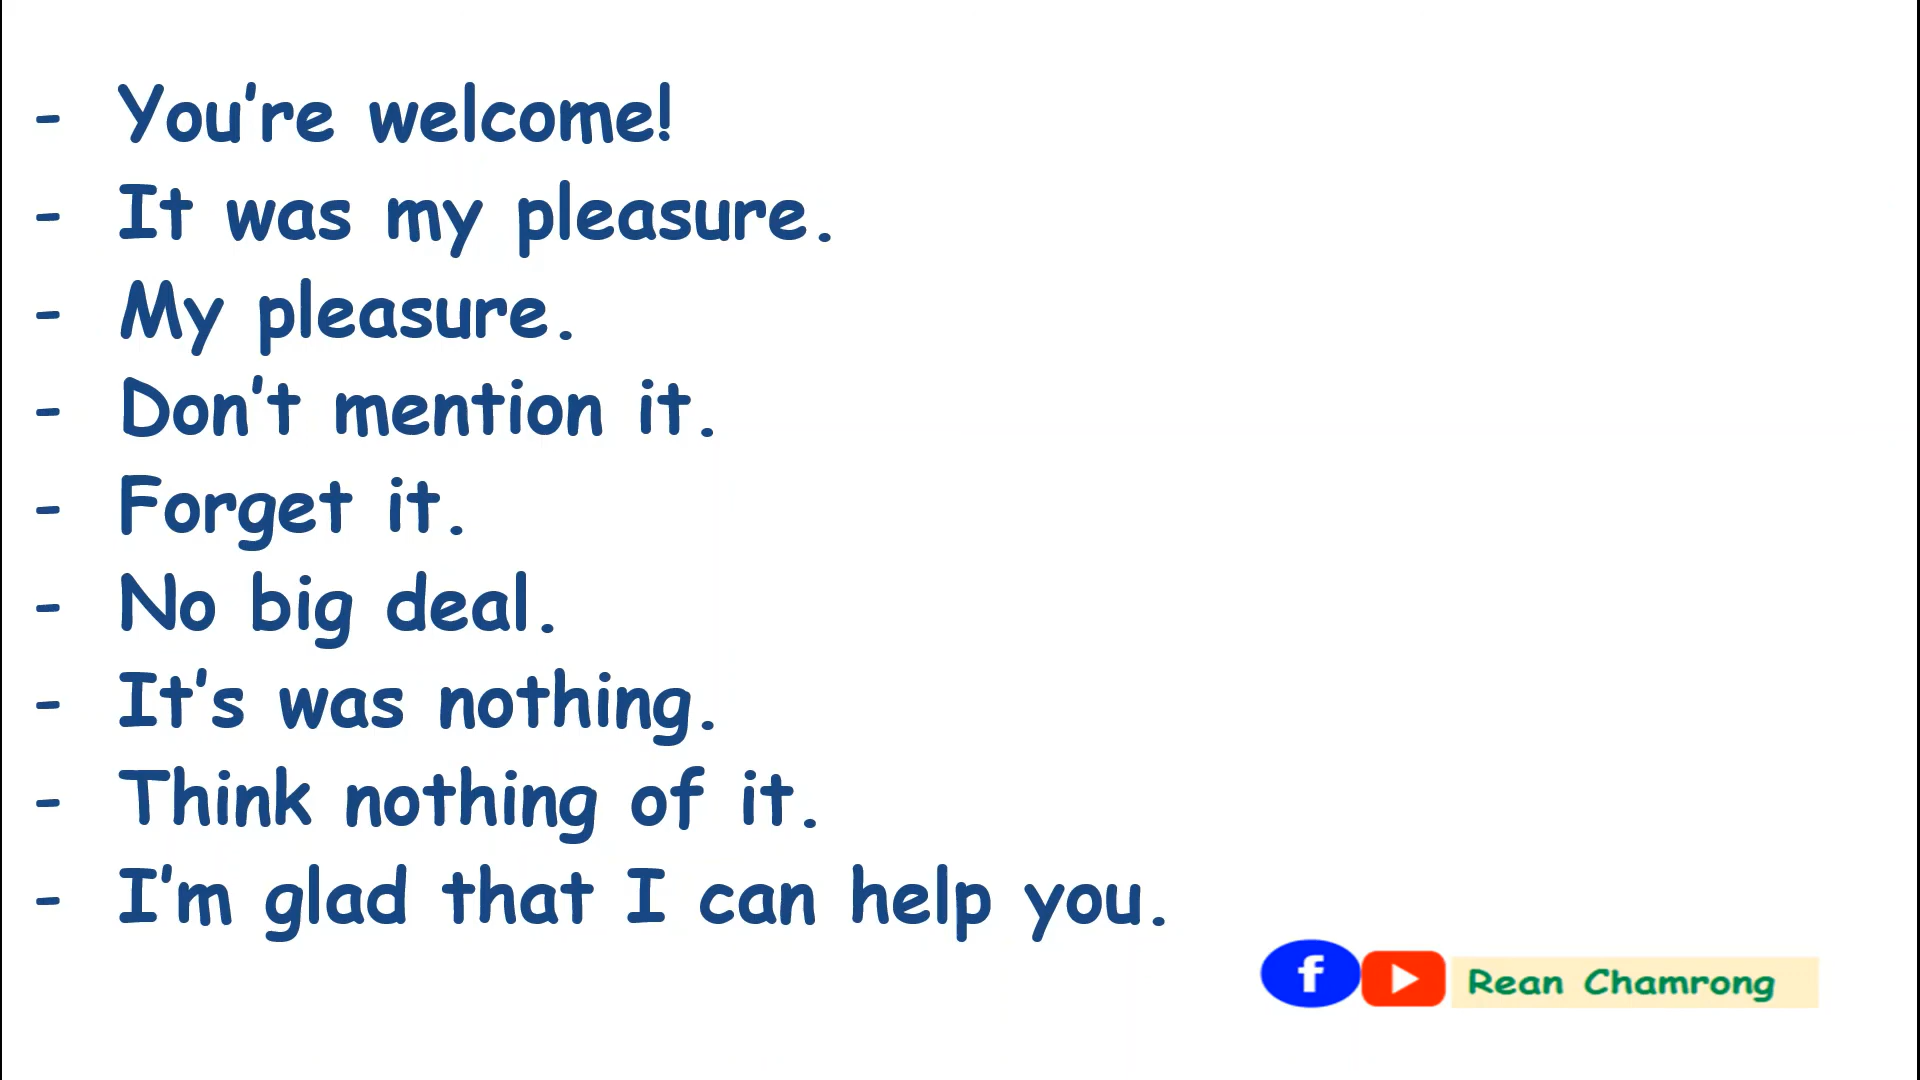 - You're welcome!
- It was my pleasure.
- My pleasure.
- Don't mention it.
- Forget it.
- No big deal.
- It's was nothing.
- Think nothing of it.
- I'm glad that I can help you.
f Rean Chamrong